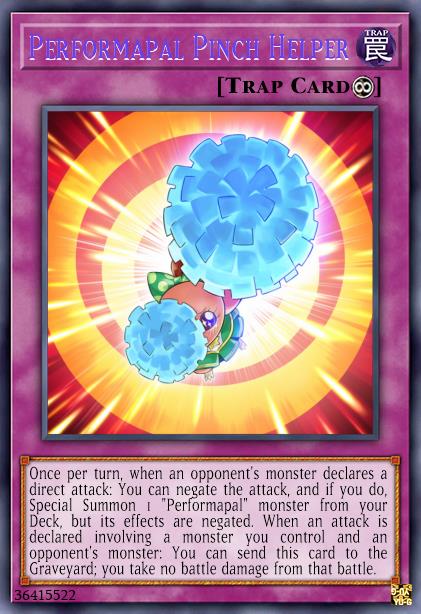 Performapal Pinch Helper
TRAP
罠
[Trap Card]
Once per turn, when an opponent's monster declares a
direct attack: You can negate the attack, and if you do,
Special Summon 1 "Performapal" monster from your
Deck, but its effects are negated. When an attack is
declared involving a monster you control and an
opponent's monster: You can send this card to the
Graveyard; you take no battle damage from that battle.
36415522